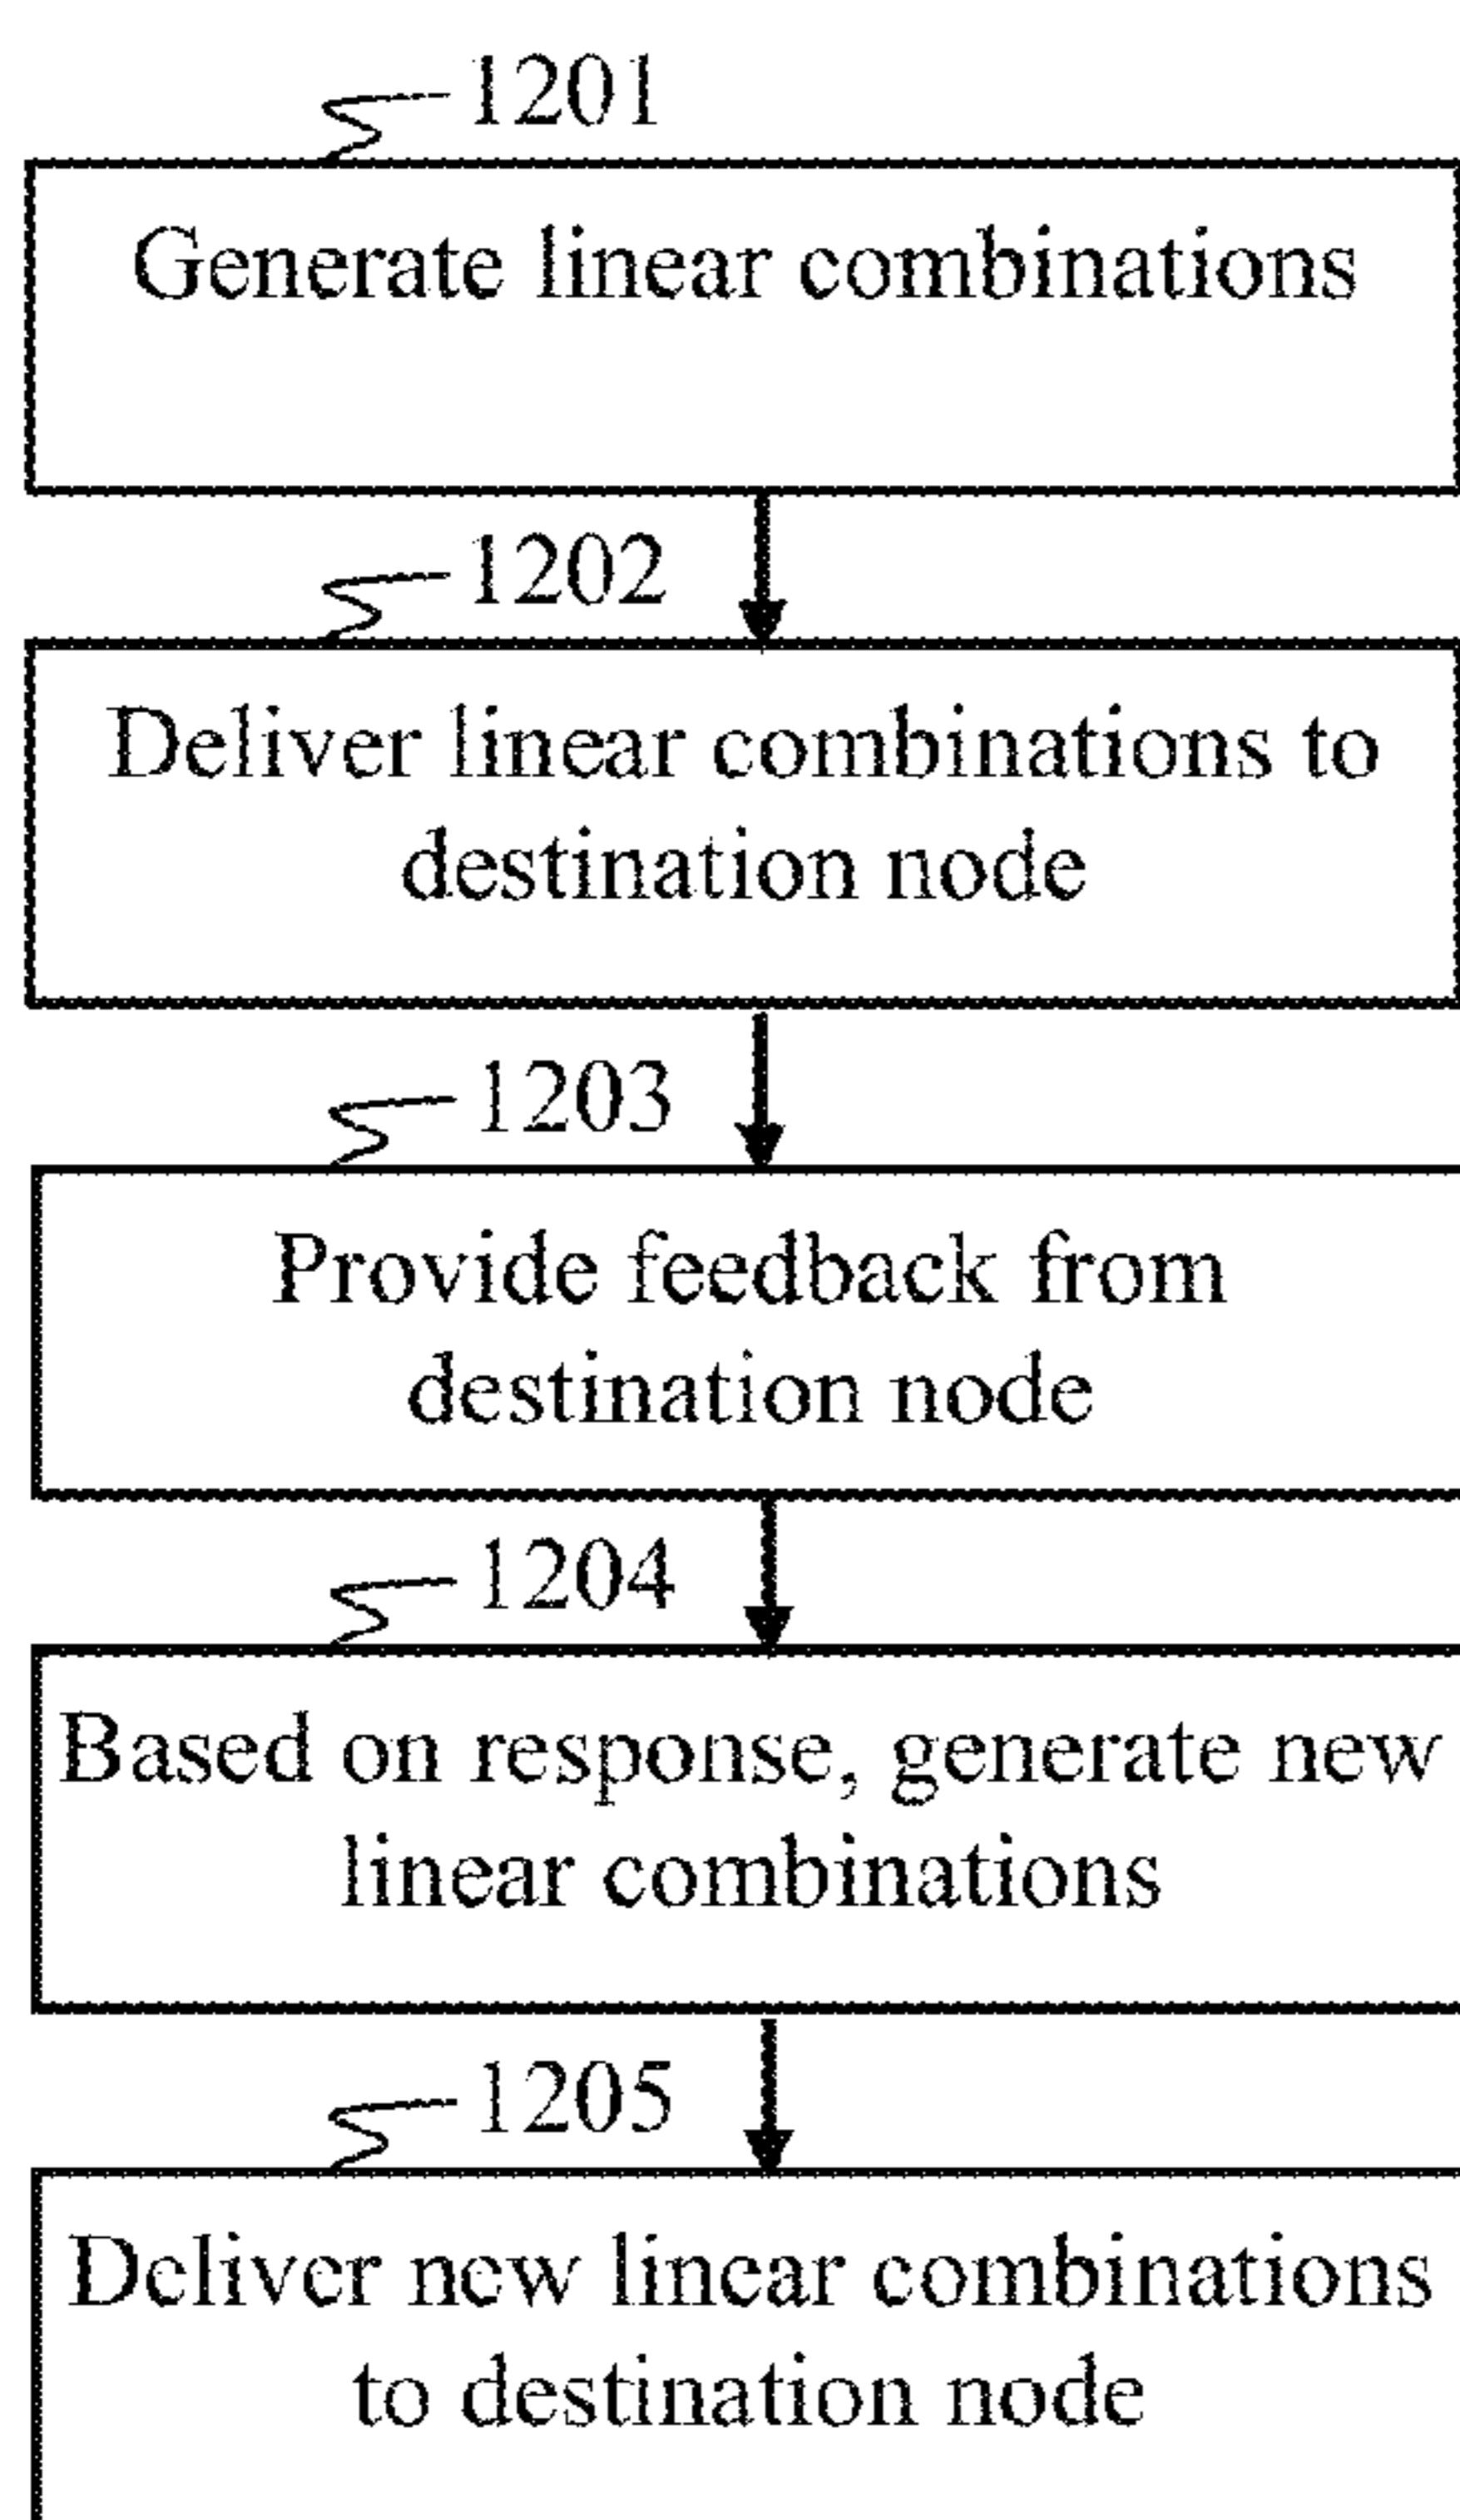 1201
Generate linear combinations
1202
Deliver linear combinations to
destination node
1203
Provide feedback from
destination node
1204
Based on response, generate new
linear combinations
1205
Deliver new linear combinations
to destination node